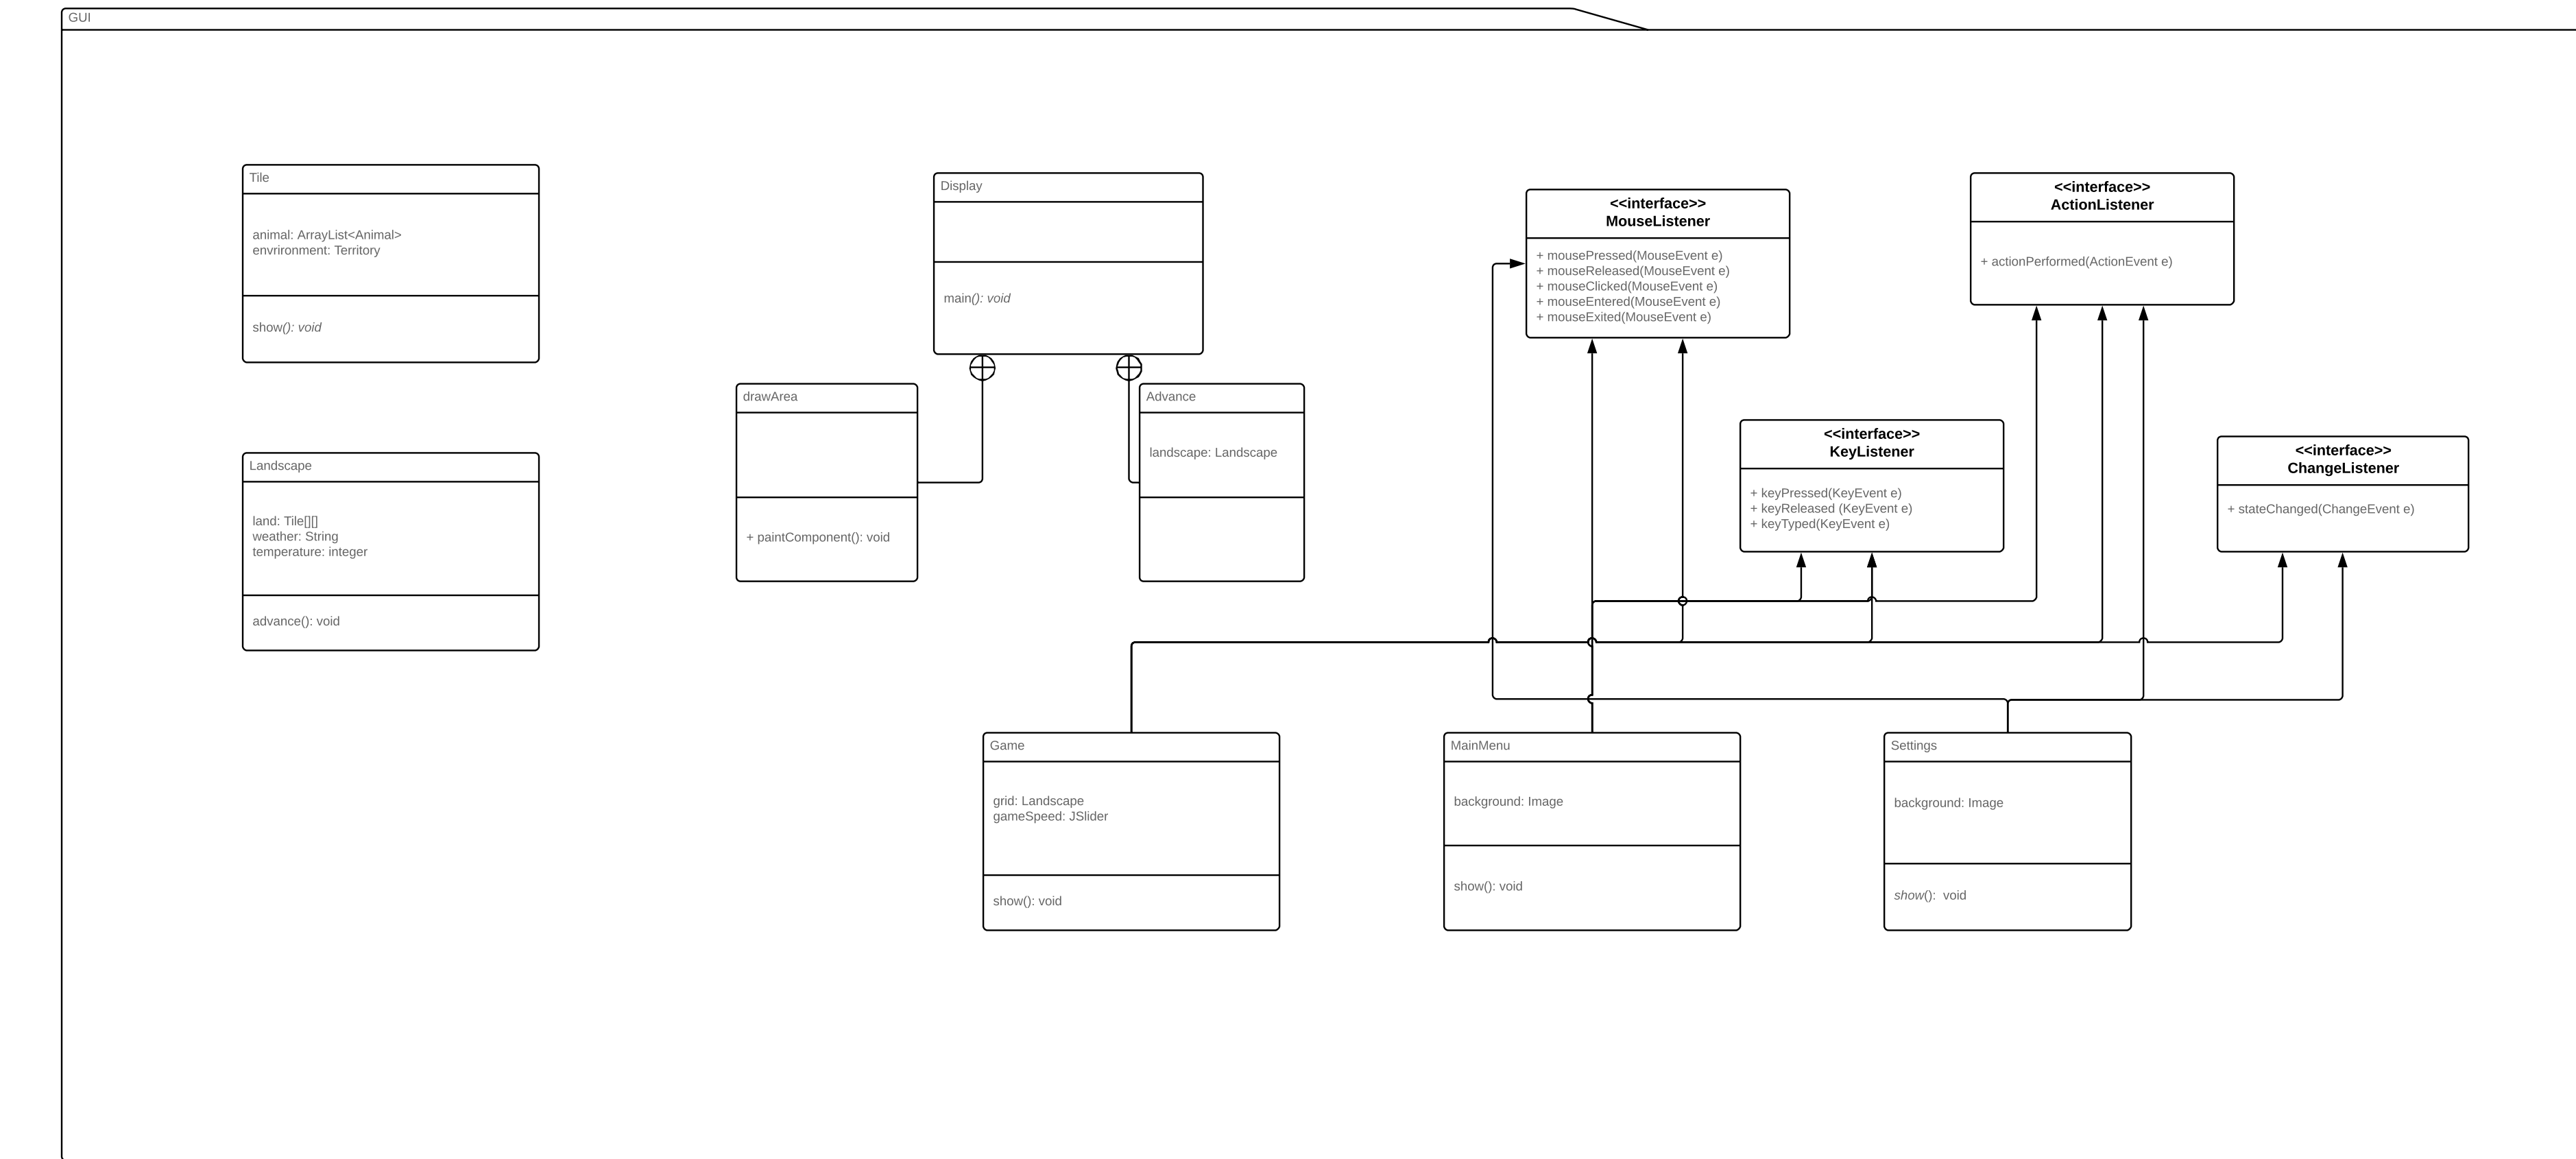 GUI
Tile
animal: ArrayList<Animal>
envrironment: Territory
show(): void
Landscape
land: Tile[][]
weather: String
temperature: integer
advance(): void
Display
main(): void
drawArea
+ paintComponent(): void
Advance
landscape: Landscape
<<interface>>
MouseListener
+ mousePressed(MouseEvent e)
+ mouseReleased(MouseEvent e)
+ mouseClicked(MouseEvent e)
+ mouseEntered(MouseEvent e)
+ mouseExited(MouseEvent e)
<<interface>>
ActionListener
+ actionPerformed(ActionEvent e)
<<interface>>
KeyListener
+ keyPressed(KeyEvent e)
+ keyReleased (KeyEvent e)
+ keyTyped(KeyEvent e)
<<interface>>
ChangeListener
+ stateChanged(ChangeEvent e)
Game
grid: Landscape
gameSpeed: JSlider
show(): void
MainMenu
background: Image
show(): void
Settings
background: Image
show(): void